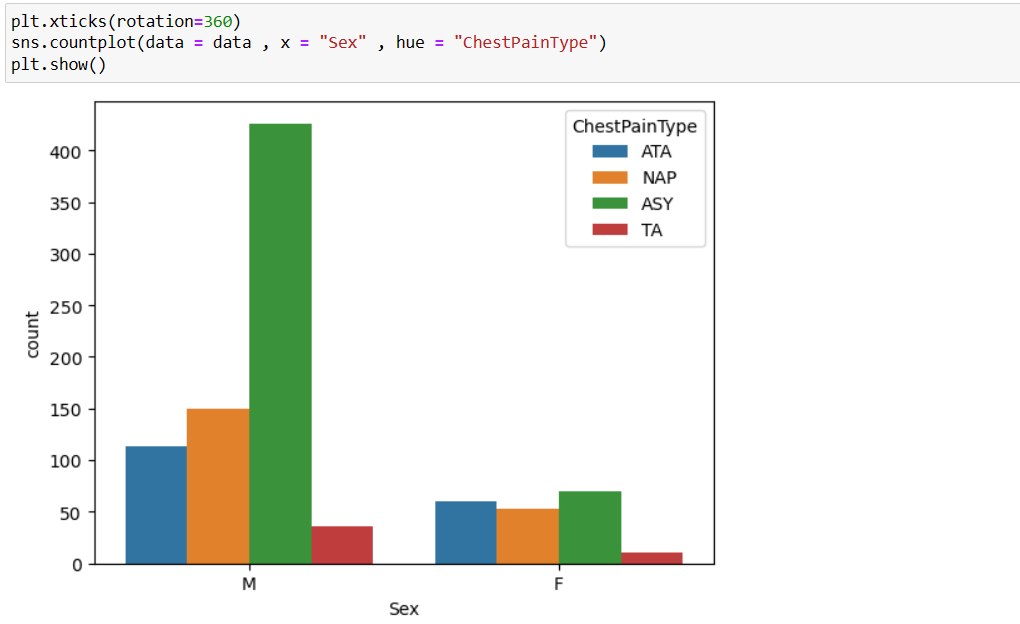 plt.xticks(rotation=360)
sns.countplot(data = data , x = "Sex" , hue = "ChestPainType")
plt.show()
ChestPainType
ATA
NAP
ASY
TA
400
350
300
250
200
150
100
50
0
count
M F
Sex